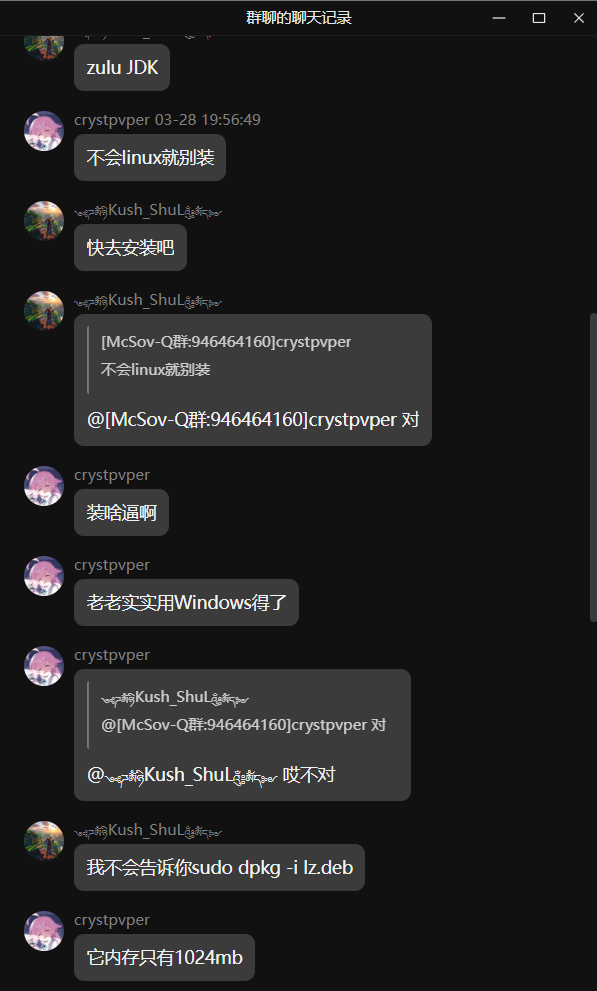 群聊的聊天记录
zulu JDK
crystpvper 03-28 19:56:49
不会linux就别装
Kush_ShuL
快去安装吧
Kush_ShuL
[McSov-Q群:946464160]crystpvper
不会linux就别装
@[McSov-Q群:946464160]crystpvper 对
crystpvper
装啥逼啊
crystpvper
老老实实用Windows得了
crystpvper
Kush_ShuL
@[McSov-Q群:946464160]crystpvper 对
@Kush_ShuL 哎不对
Kush_ShuL
我不会告诉你sudo dpkg -i lz.deb
crystpvper
它内存只有1024mb